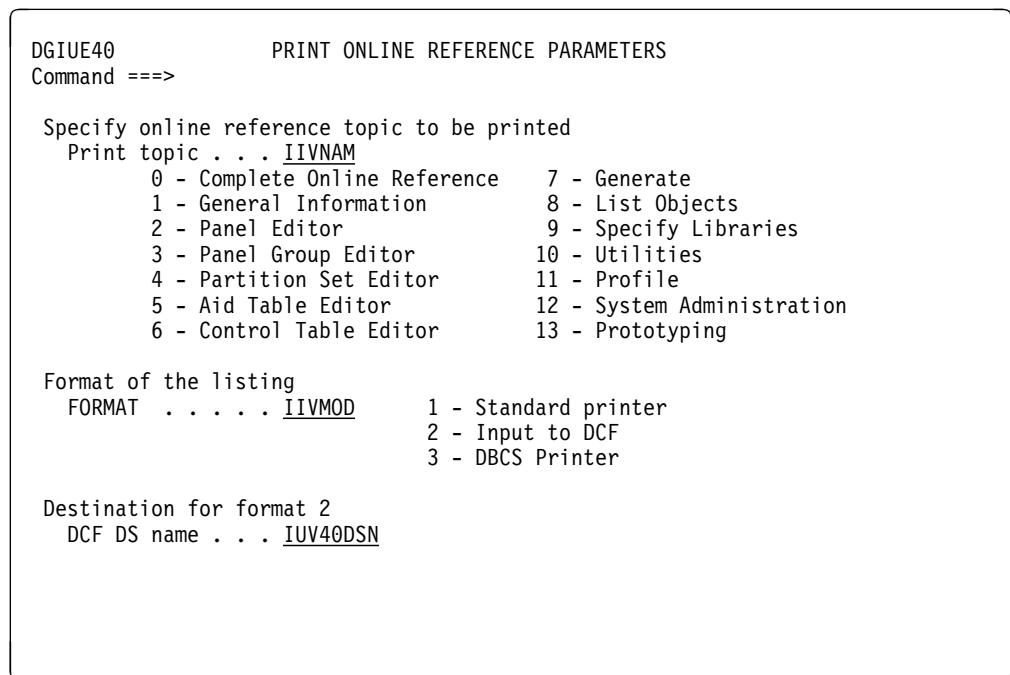 DGIUE40 PRINT ONLINE REFERENCE PARAMETERS
Command ===>
Specify online reference topic to be printed
Print topic . . . IIVNAM
0 - Complete Online Reference 7 - Generate
1 - General Information 8 - List Objects
2 - Panel Editor 9 - Specify Libraries
3 - Panel Group Editor 10 - Utilities
4 - Partition Set Editor 11 - Profile
5 - Aid Table Editor 12 - System Administration
6 - Control Table Editor 13 - Prototyping
Format of the listing
FORMAT . . . . . IIVMOD 1 - Standard printer
2 - Input to DCF
3 - DBCS Printer
Destination for format 2
DCF DS name . . . IUV40DSN